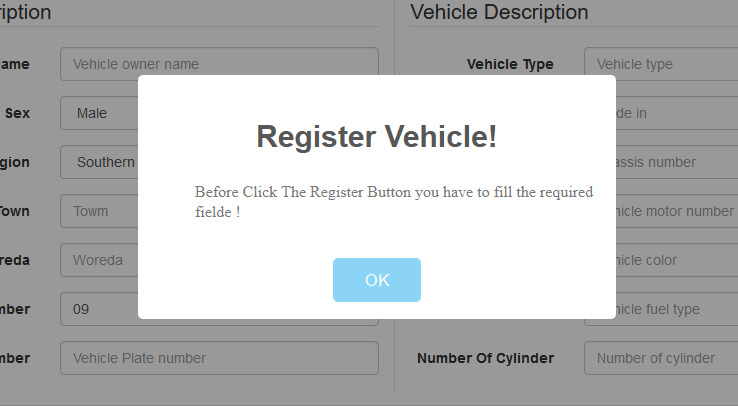 ription
Vehicle Description
ame
Vehicle owner name
Vehicle Type
Vehicle type
Sex
Male
de in
gion
Southern
assis number
Town
Towm
hicle motor number
reda
Woreda
hicle color
mber
09
hicle fuel type
mber
Vehicle Plate number
Number Of Cylinder
Number of cylinder
Register Vehicle!
Before Click The Register Button you have to fill the required
fielde !
OK